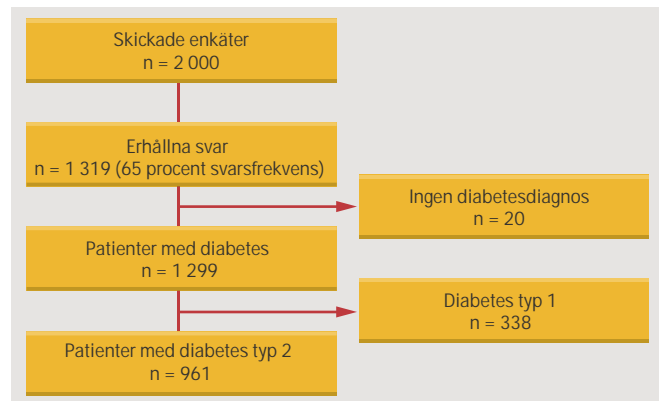 Skickade enkäter
n = 2 000
Erhållna svar
n = 1 319 (65 procent svarsfrekvens)
Ingen diabetesdiagnos
n = 20
Patienter med diabetes
n = 1 299
Diabetes typ 1
n = 338
Patienter med diabetes typ 2
n = 961